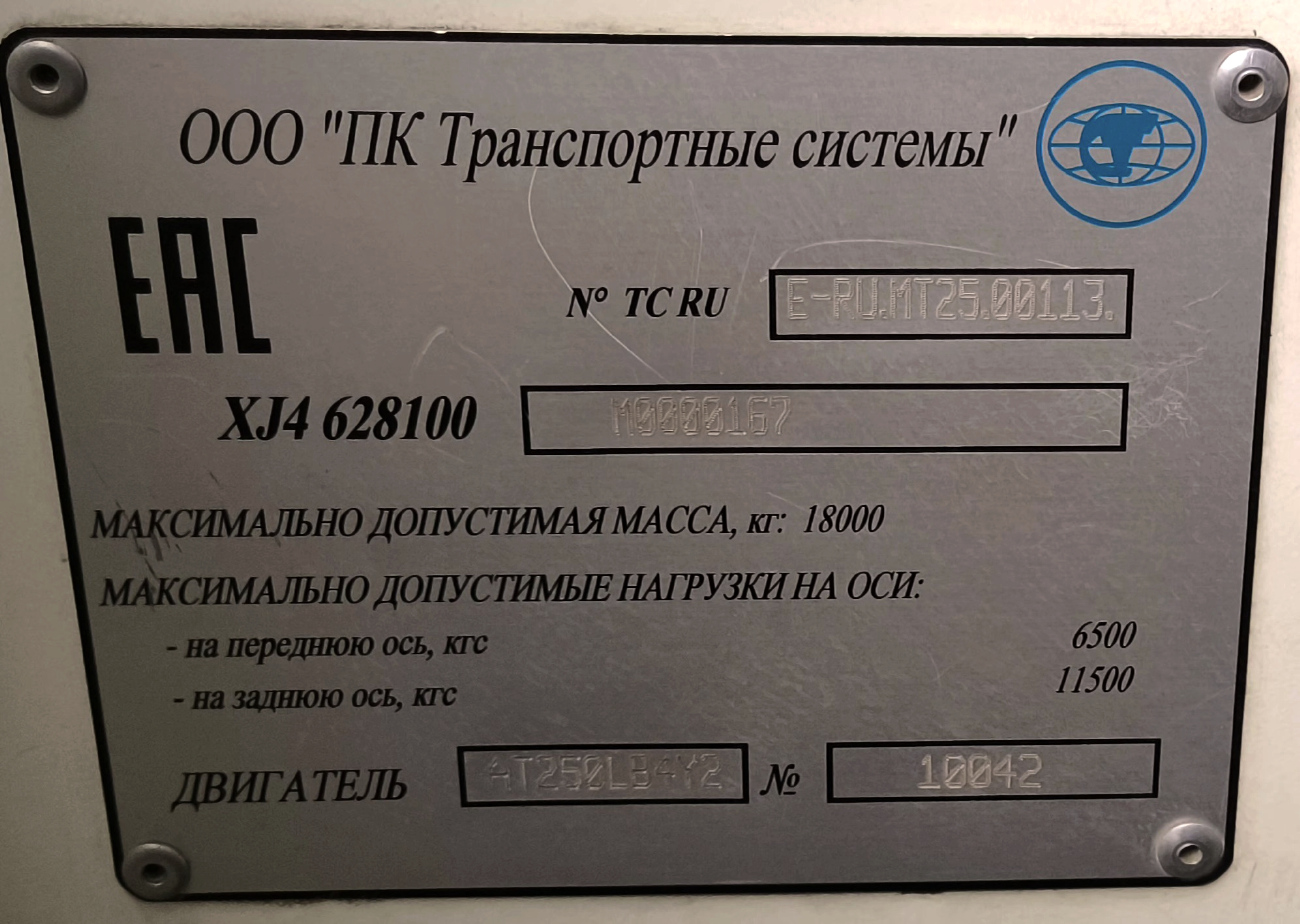 ООО "ПК Транспортные системы"
ЕАС
№ ТС RU E-RU.MT25.00113.
XJ4 628100 M0000167
МАКСИМАЛЬНО ДОПУСТИМАЯ МАССА, кг: 18000
МАКСИМАЛЬНО ДОПУСТИМЫЕ НАГРУЗКИ НА ОСИ:
- на переднюю ось, кгс 6500
- на заднюю ось, кгс 11500
ДВИГАТЕЛЬ АТ250LB4Y2 № 10042